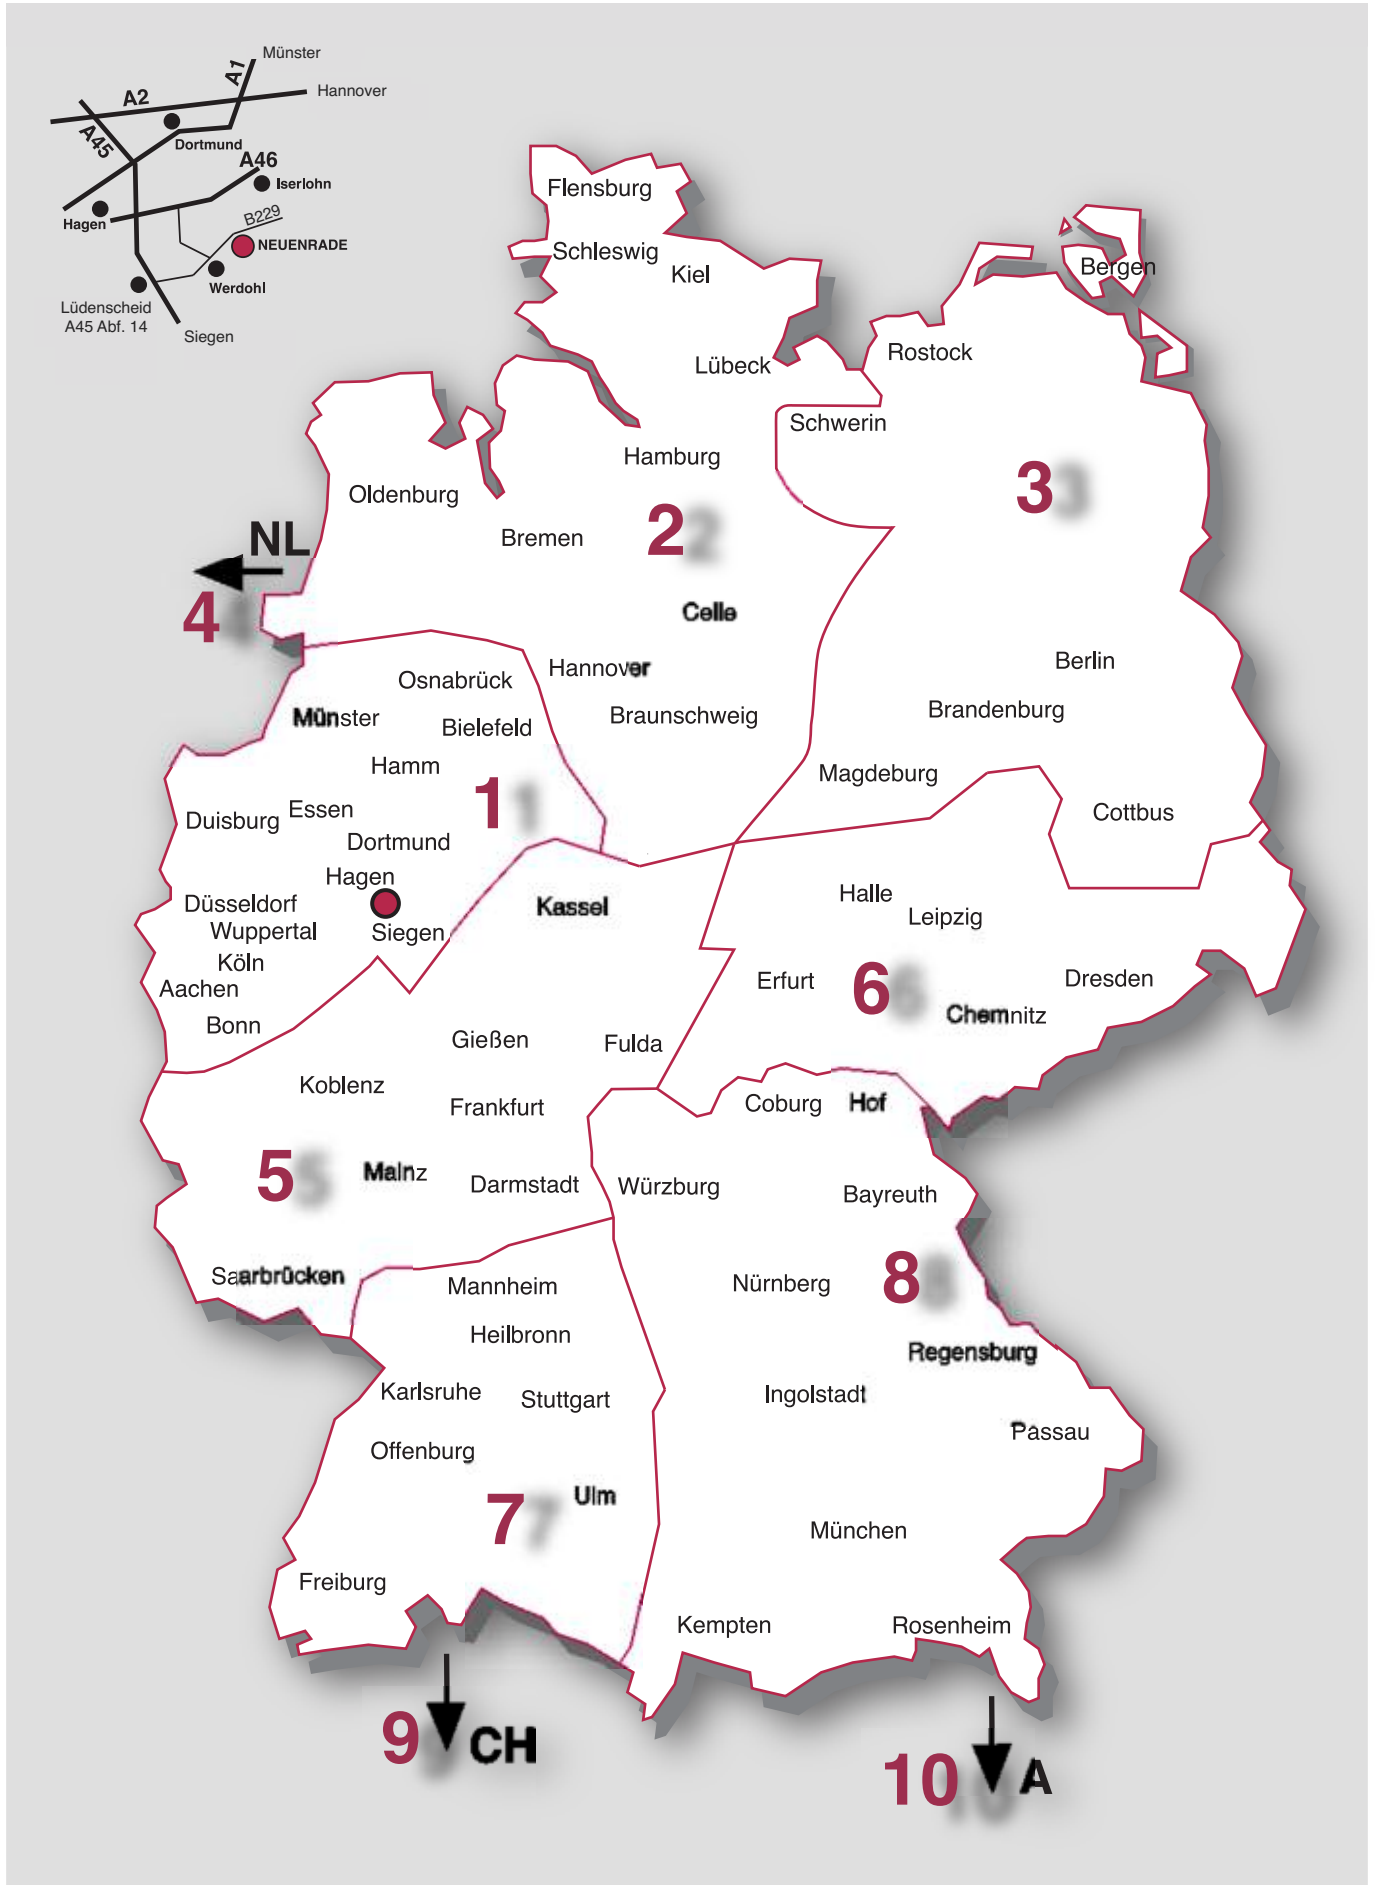 Münster
A1
Hannover
A2
A45
Dortmund
A46
Iserlohn
Hagen
B229
NEUENRADE
Werdohl
Lüdenscheid
A45 Abf. 14
Siegen
Flensburg
Schleswig
Kiel
Bergen
Rostock
Lübeck
Schwerin
Hamburg
3
Oldenburg
2
Bremen
NL
4
Celle
Hannover
Berlin
Osnabrück
Brandenburg
Münster
Braunschweig
Bielefeld
Hamm
Magdeburg
1
Essen
Cottbus
Duisburg
Dortmund
Hagen
Halle
Düsseldorf
Kassel
Leipzig
Wuppertal
Siegen
Köln
Erfurt
6
Dresden
Aachen
Chemnitz
Bonn
Gießen
Fulda
Koblenz
Frankfurt
Coburg
Hof
5
Mainz
Darmstadt
Würzburg
Bayreuth
Saarbrücken
Mannheim
Nürnberg
8
Heilbronn
Regensburg
Karlsruhe
Stuttgart
Ingolstadt
Passau
Offenburg
7
Ulm
München
Freiburg
Kempten
Rosenheim
9
CH
10
A